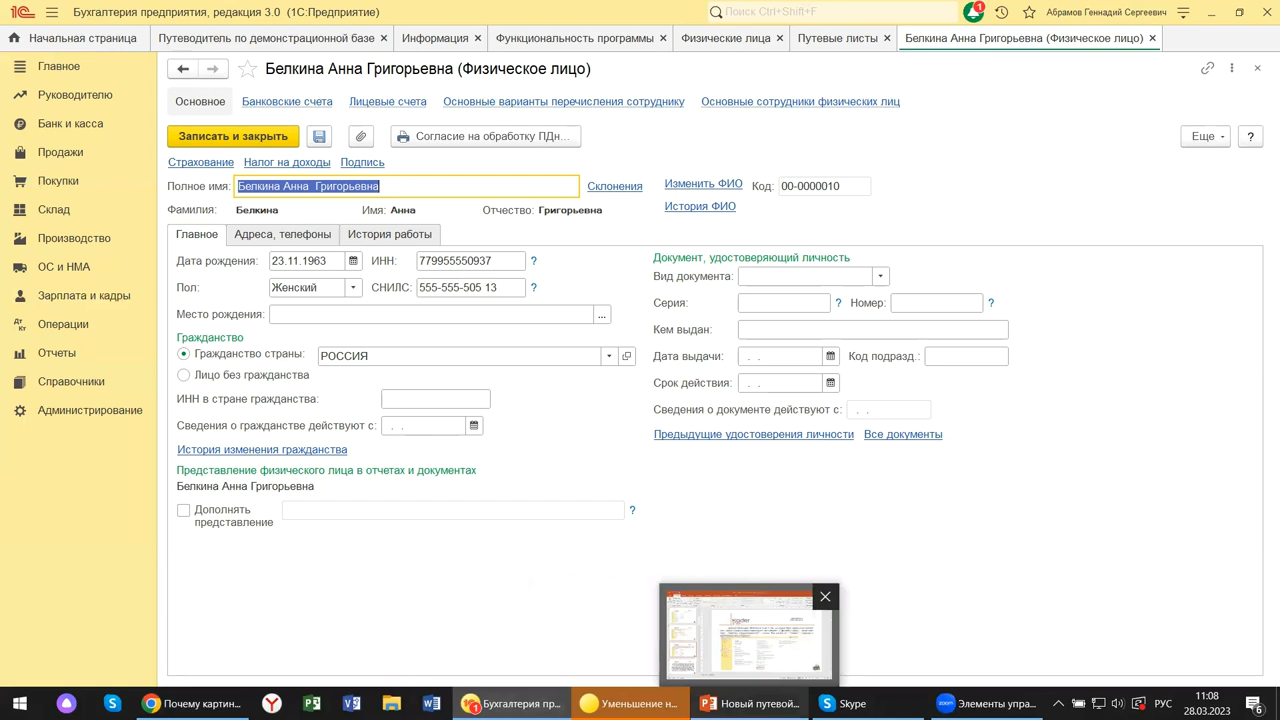 1С Бухгалтерия предприятия, редакция 3.0 (1С:Предприятие) Поиск Ctrl+Shift+F 1 Абрамов Геннадий Сергеевич
Начальная страница Путеводитель по демонстрационной базе Информация Функциональность программы Физические лица Путевые листы Белкина Анна Григорьевна (Физическое лицо)
Главное
Руководителю
Банк и касса
Продажи
Покупки
Склад
Производство
ОС и НМА
Зарплата и кадры
Операции
Отчеты
Справочники
Администрирование
Белкина Анна Григорьевна (Физическое лицо)
Основное Банковские счета Лицевые счета Основные варианты перечисления сотруднику Основные сотрудники физических лиц
Записать и закрыть Согласие на обработку ПДн... Еще ?
Страхование Налог на доходы Подпись
Полное имя: Белкина Анна Григорьевна Склонения Изменить ФИО Код: 00-0000010
История ФИО
Фамилия: Белкина Имя: Анна Отчество: Григорьевна
Главное Адреса, телефоны История работы
Дата рождения: 23.11.1963 ИНН: 779955550937 ?
Пол: Женский СНИЛС: 555-555-505 13 ?
Место рождения: ...
Гражданство
Гражданство страны: РОССИЯ
Лицо без гражданства
ИНН в стране гражданства:
Сведения о гражданстве действуют с: . .
История изменения гражданства
Представление физического лица в отчетах и документах
Белкина Анна Григорьевна
Дополнять
представление ?
Документ, удостоверяющий личность
Вид документа:
Серия: ? Номер: ?
Кем выдан:
Дата выдачи: . . Код подразд.:
Срок действия: . .
Сведения о документе действуют с: . .
Предыдущие удостоверения личности Все документы
Почему картин... Бухгалтерия пр... Уменьшение н... Новый путевой... Skype Элементы упра... РУС 11:08
28.03.2023 6